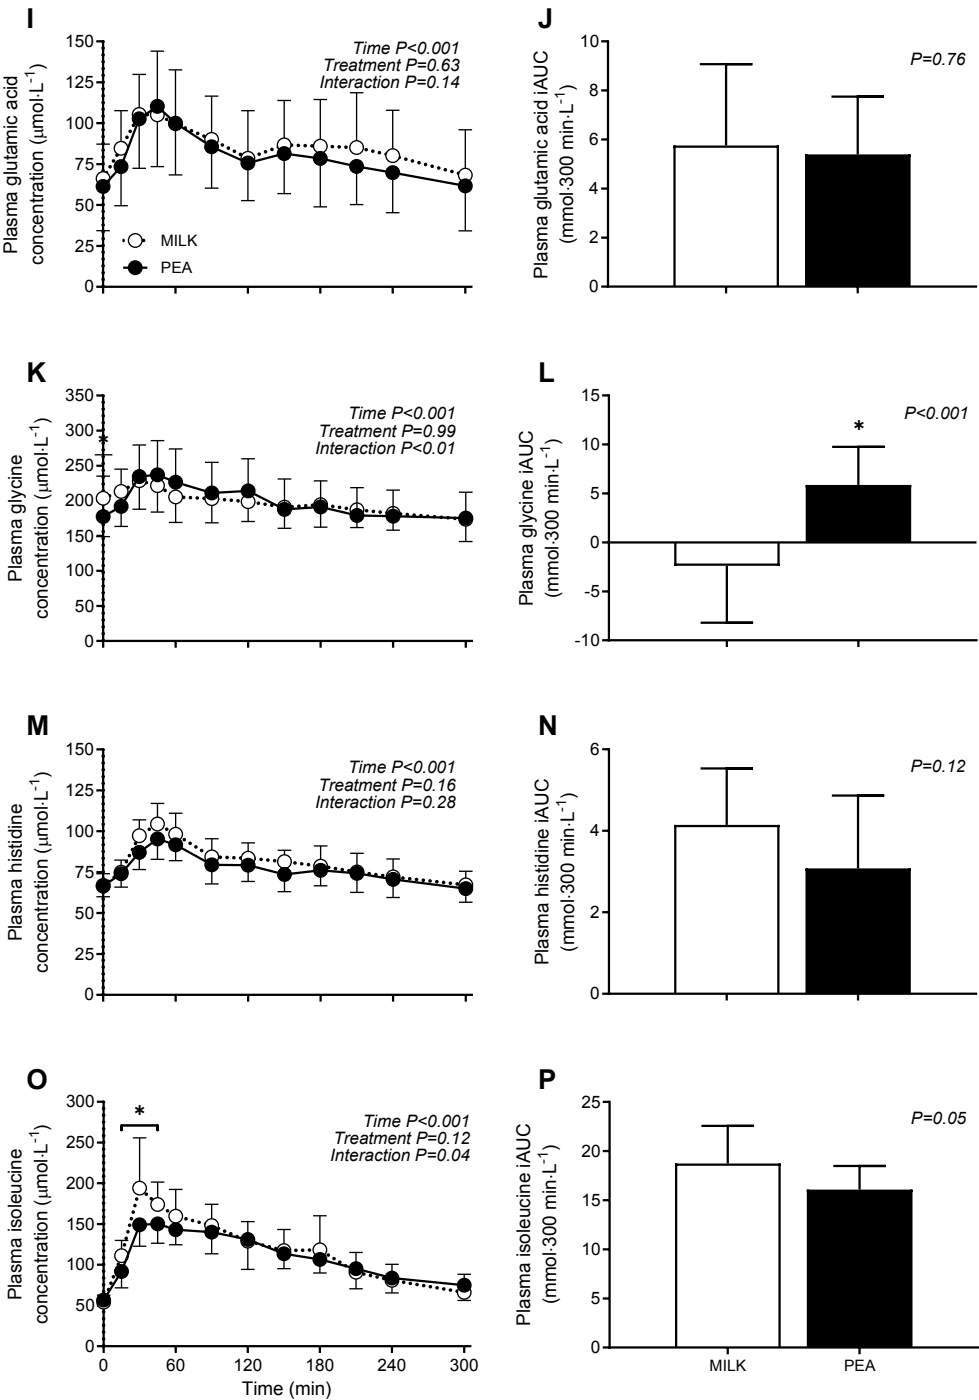 I
Plasma glutamic acid
concentration (μmol·L-1)
150
125
100
75
50
25
0
Time P<0.001
Treatment P=0.63
Interaction P=0.14
MILK
PEA
J
Plasma glutamic acid iAUC
(mmol·300 min·L-1)
10
8
6
4
2
0
P=0.76
K
Plasma glycine
concentration (μmol·L-1)
350
300
250
200
150
100
50
0
*
Time P<0.001
Treatment P=0.99
Interaction P<0.01
L
Plasma glycine iAUC
(mmol·300 min·L-1)
15
10
5
0
-5
-10
P<0.001
*
M
Plasma histidine
concentration (μmol·L-1)
150
125
100
75
50
25
0
Time P<0.001
Treatment P=0.16
Interaction P=0.28
N
Plasma histidine iAUC
(mmol·300 min·L-1)
6
4
2
0
P=0.12
O
Plasma isoleucine
concentration (μmol·L-1)
300
250
200
150
100
50
0
*
Time P<0.001
Treatment P=0.12
Interaction P=0.04
0 60 120 180 240 300
Time (min)
P
Plasma isoleucine iAUC
(mmol·300 min·L-1)
25
20
15
10
5
0
P=0.05
MILK PEA